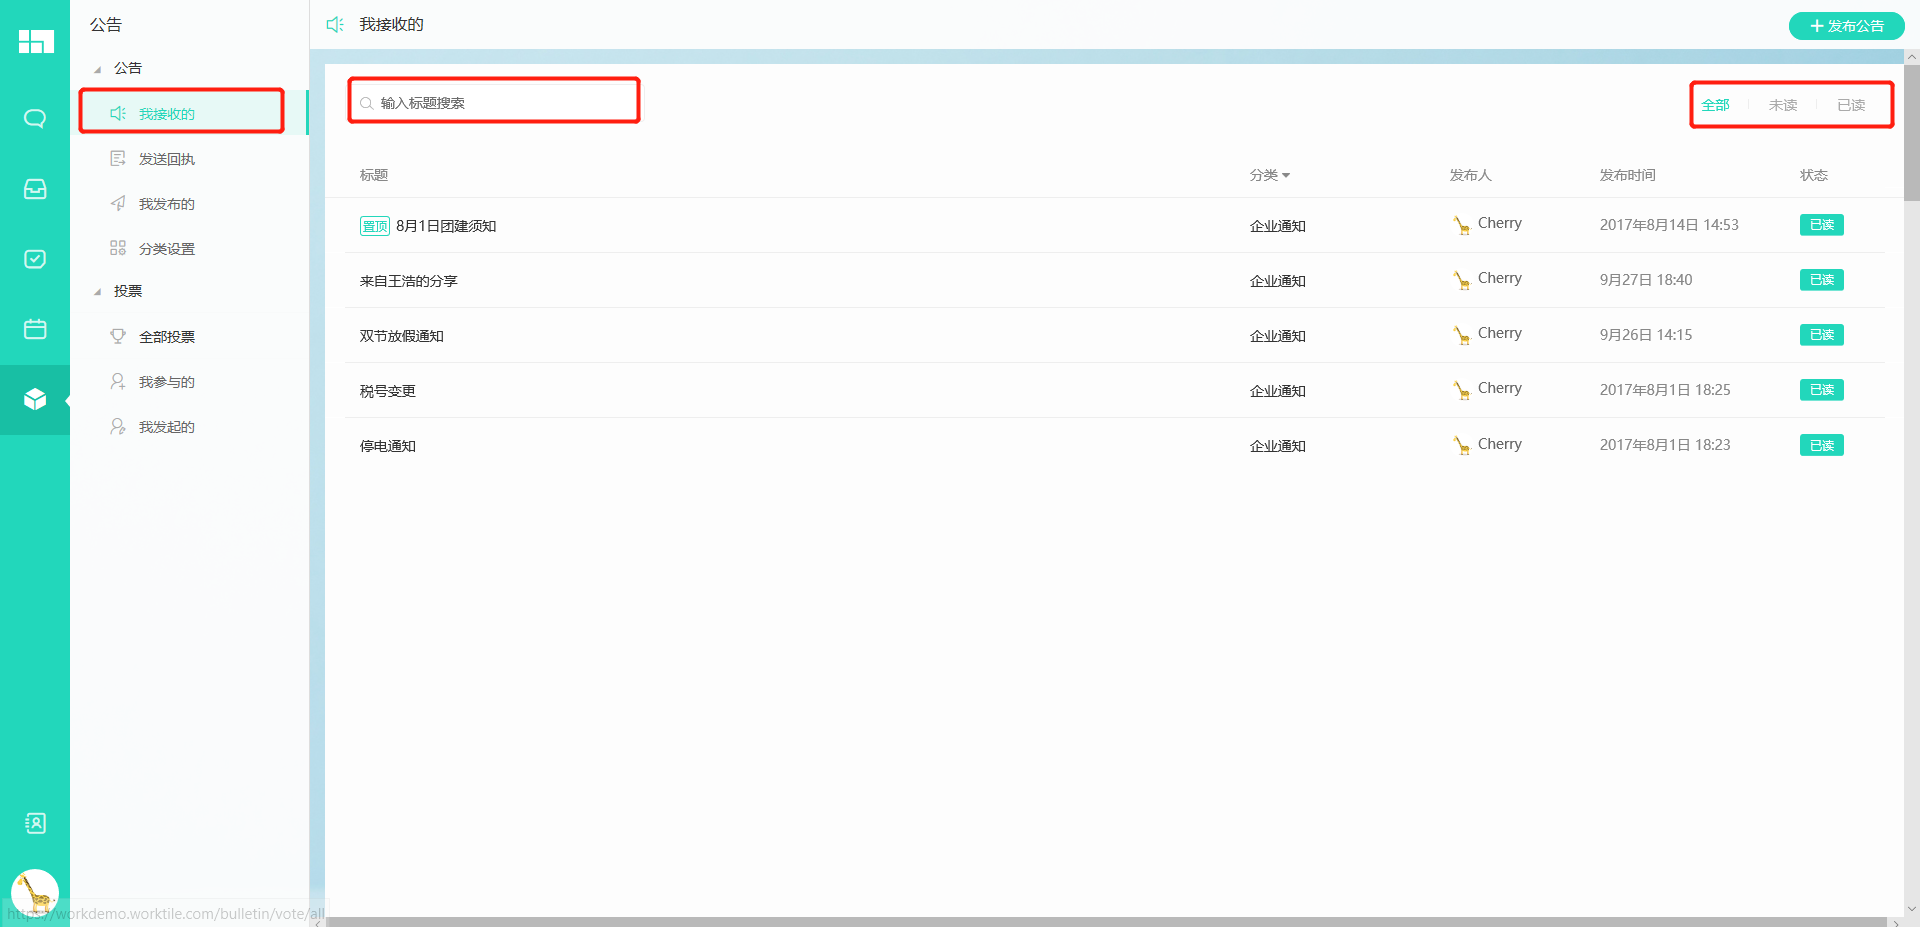 公告
公告
我接收的
发送回执
我发布的
分类设置
投票
全部投票
我参与的
我发起的
我接收的
发布公告
输入标题搜索
全部 未读 已读
标题 分类 发布人 发布时间 状态
置顶 8月1日团建须知 企业通知 Cherry 2017年8月14日 14:53 已读
来自王浩的分享 企业通知 Cherry 9月27日 18:40 已读
双节放假通知 企业通知 Cherry 9月26日 14:15 已读
税号变更 企业通知 Cherry 2017年8月1日 18:25 已读
停电通知 企业通知 Cherry 2017年8月1日 18:23 已读
https://workdemo.worktile.com/bulletin/vote/all